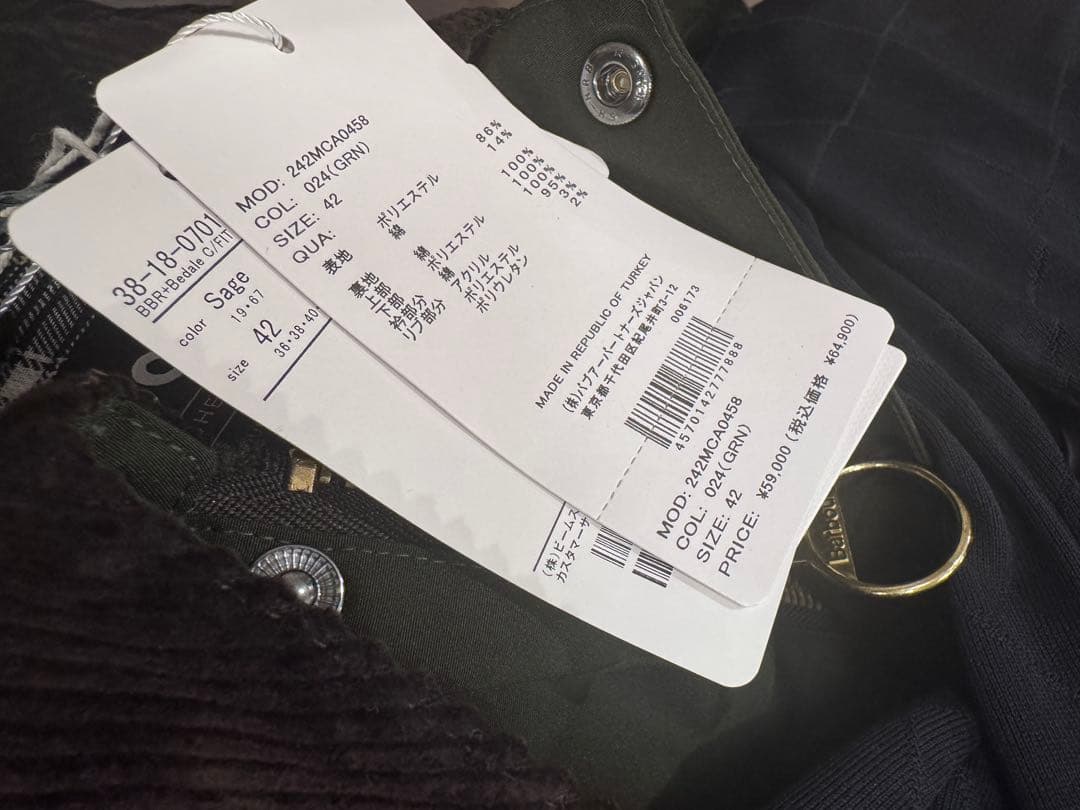 MOD: 242MCA0458
COL: 024(GRN)
SIZE: 42
QUA:
表地 ポリエステル 86%
綿 14%
裏地
上部 綿 100%
下部 ポリエステル 100%
衿部分 綿 100%
リブ部分 アクリル 95%
ポリエステル 3%
ポリウレタン 2%
MADE IN REPUBLIC OF TURKEY
(株)バブアーパートナーズジャパン
東京都千代田区紀尾井町3-12
006173
4570142777888
MOD: 242MCA0458
COL: 024(GRN)
SIZE: 42
PRICE: ¥59,000 (税込価格 ¥64,900)
38-18-0701
BBR+Bedale C/FIT
color Sage
19・67
size 42
36・38・40
(株)ビームス
カスタマーサ
Barbour